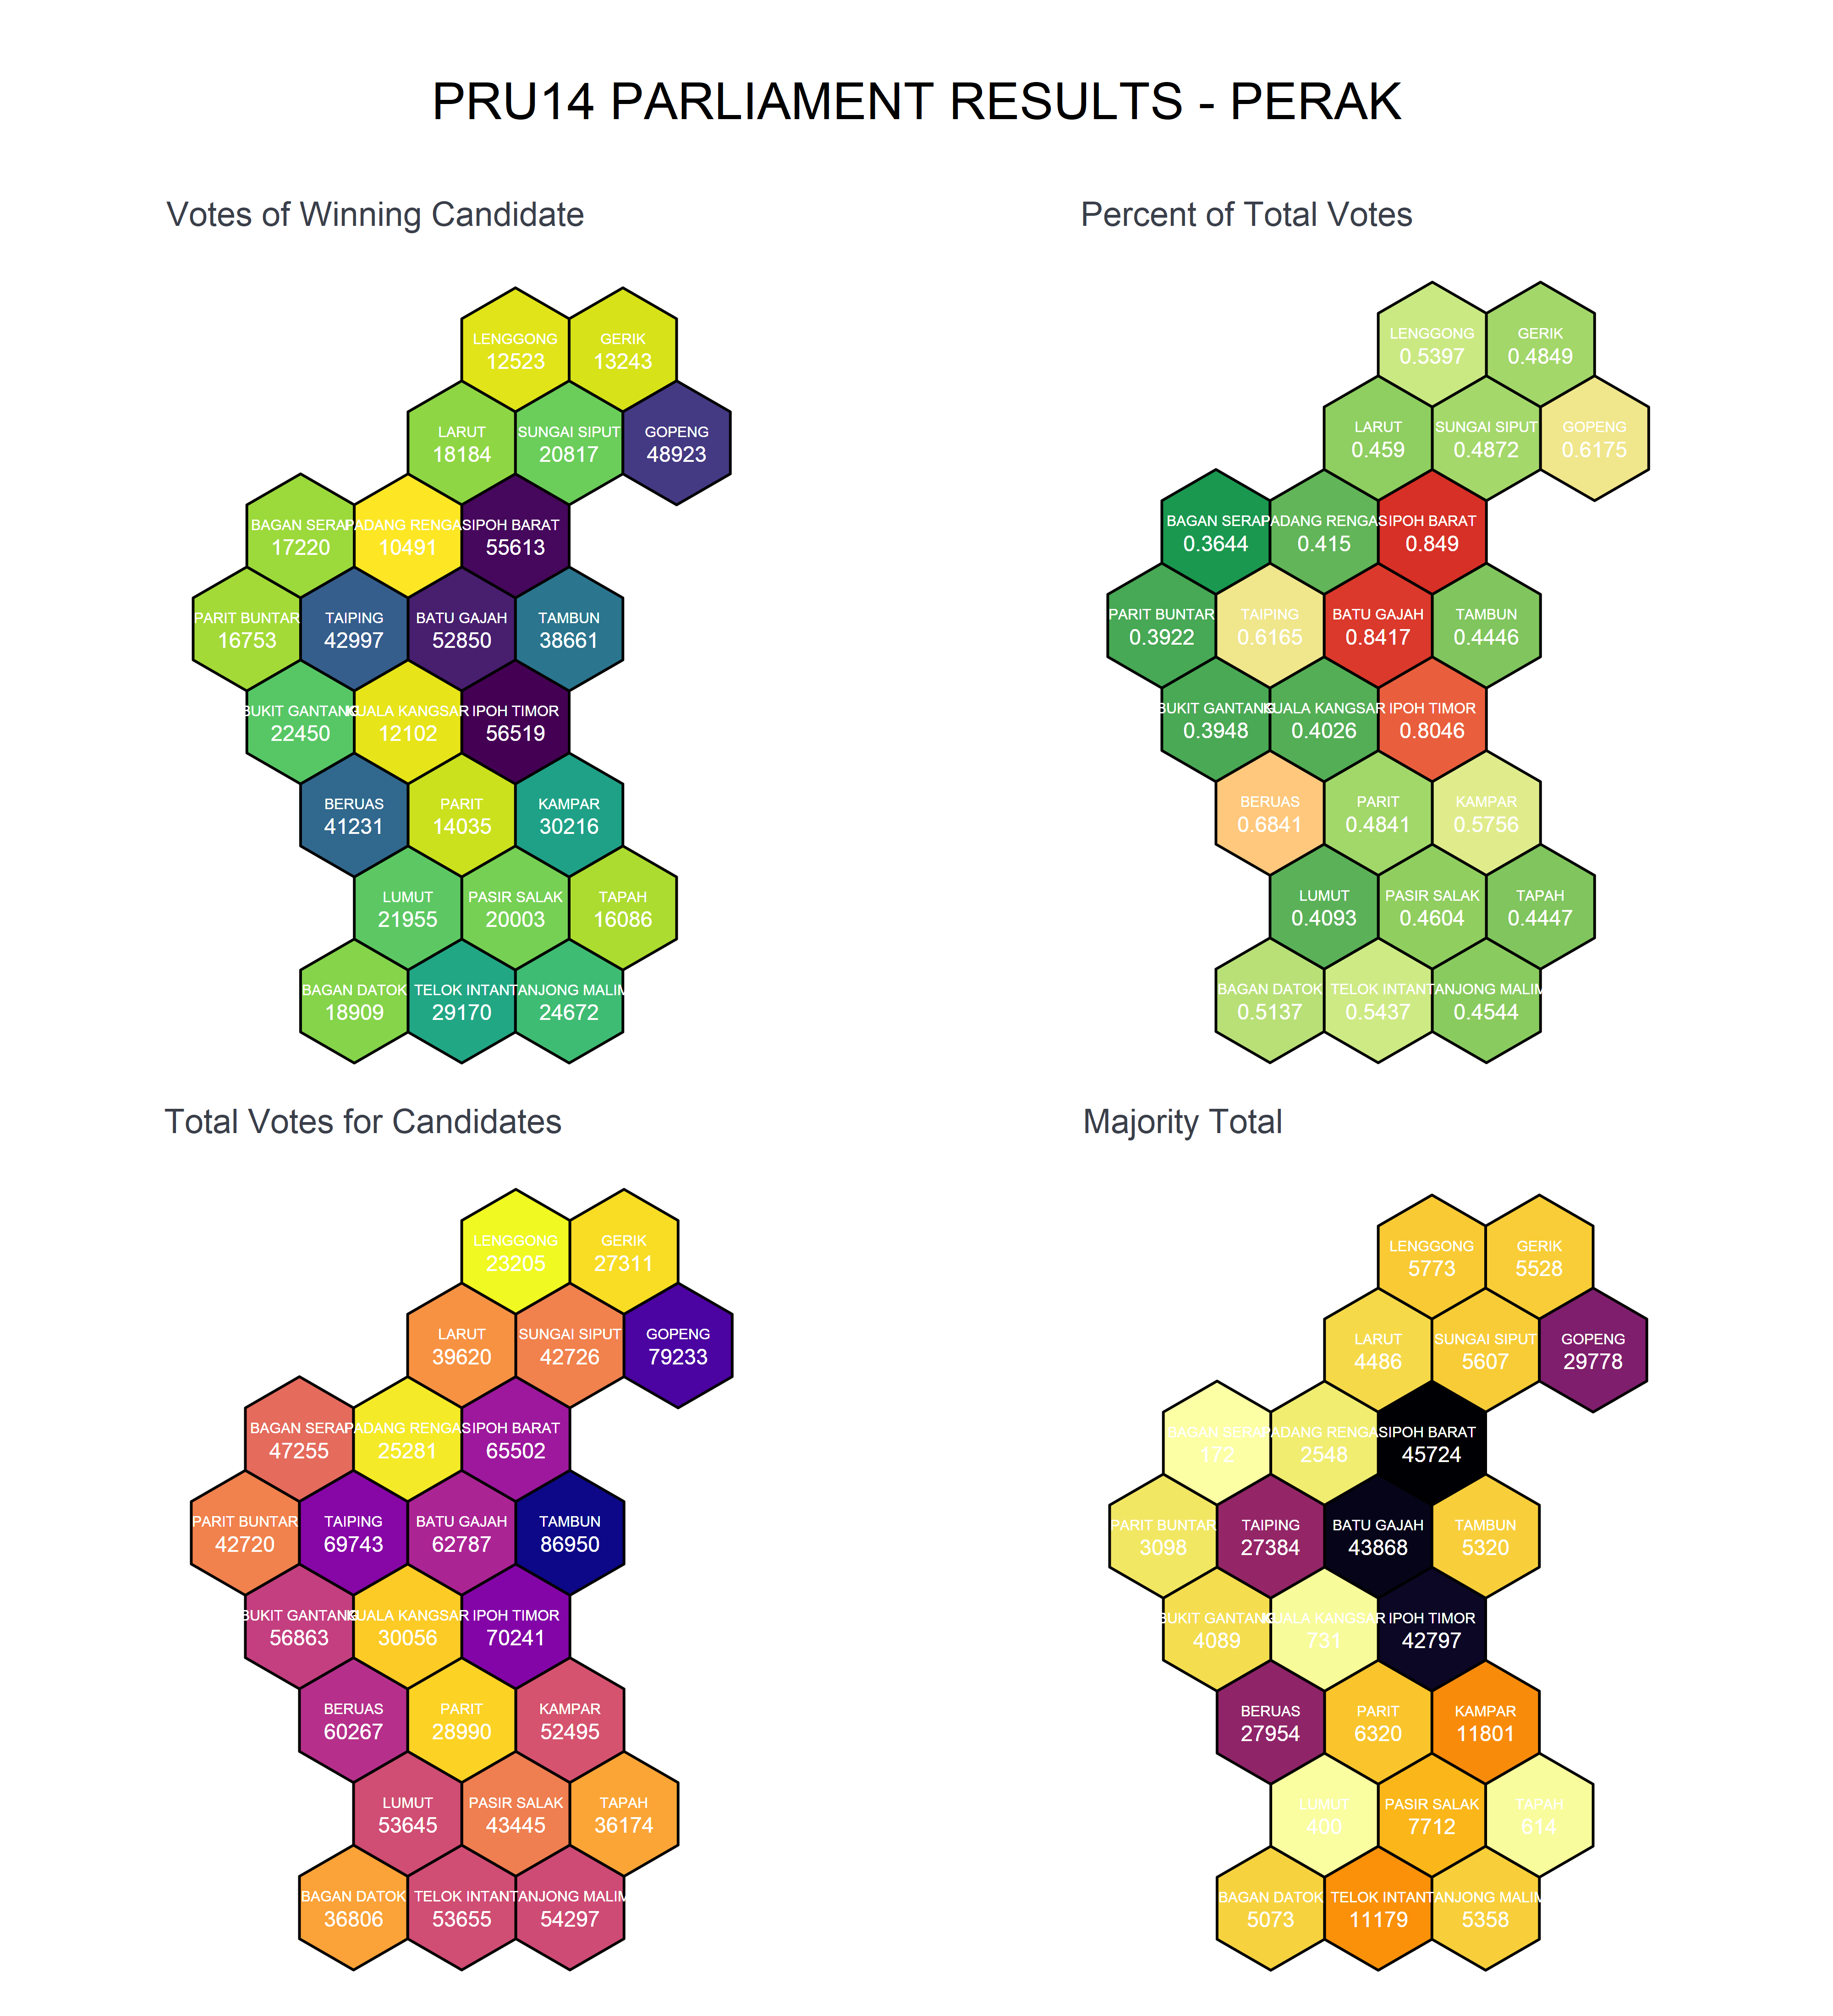 PRU14 PARLIAMENT RESULTS - PERAK
Votes of Winning Candidate
LENGGONG
12523
GERIK
13243
LARUT
18184
SUNGAI SIPUT
20817
GOPENG
48923
BAGAN SERAI
17220
PADANG RENGAS
10491
IPOH BARAT
55613
PARIT BUNTAR
16753
TAIPING
42997
BATU GAJAH
52850
TAMBUN
38661
BUKIT GANTANG
22450
KUALA KANGSAR
12102
IPOH TIMOR
56519
BERUAS
41231
PARIT
14035
KAMPAR
30216
LUMUT
21955
PASIR SALAK
20003
TAPAH
16086
BAGAN DATOK
18909
TELOK INTAN
29170
TANJONG MALIM
24672
Percent of Total Votes
LENGGONG
0.5397
GERIK
0.4849
LARUT
0.459
SUNGAI SIPUT
0.4872
GOPENG
0.6175
BAGAN SERAI
0.3644
PADANG RENGAS
0.415
IPOH BARAT
0.849
PARIT BUNTAR
0.3922
TAIPING
0.6165
BATU GAJAH
0.8417
TAMBUN
0.4446
BUKIT GANTANG
0.3948
KUALA KANGSAR
0.4026
IPOH TIMOR
0.8046
BERUAS
0.6841
PARIT
0.4841
KAMPAR
0.5756
LUMUT
0.4093
PASIR SALAK
0.4604
TAPAH
0.4447
BAGAN DATOK
0.5137
TELOK INTAN
0.5437
TANJONG MALIM
0.4544
Total Votes for Candidates
LENGGONG
23205
GERIK
27311
LARUT
39620
SUNGAI SIPUT
42726
GOPENG
79233
BAGAN SERAI
47255
PADANG RENGAS
25281
IPOH BARAT
65502
PARIT BUNTAR
42720
TAIPING
69743
BATU GAJAH
62787
TAMBUN
86950
BUKIT GANTANG
56863
KUALA KANGSAR
30056
IPOH TIMOR
70241
BERUAS
60267
PARIT
28990
KAMPAR
52495
LUMUT
53645
PASIR SALAK
43445
TAPAH
36174
BAGAN DATOK
36806
TELOK INTAN
53655
TANJONG MALIM
54297
Majority Total
LENGGONG
5773
GERIK
5528
LARUT
4486
SUNGAI SIPUT
5607
GOPENG
29778
BAGAN SERAI
172
PADANG RENGAS
2548
IPOH BARAT
45724
PARIT BUNTAR
3098
TAIPING
27384
BATU GAJAH
43868
TAMBUN
5320
BUKIT GANTANG
4089
KUALA KANGSAR
731
IPOH TIMOR
42797
BERUAS
27954
PARIT
6320
KAMPAR
11801
LUMUT
400
PASIR SALAK
7712
TAPAH
614
BAGAN DATOK
5073
TELOK INTAN
11179
TANJONG MALIM
5358